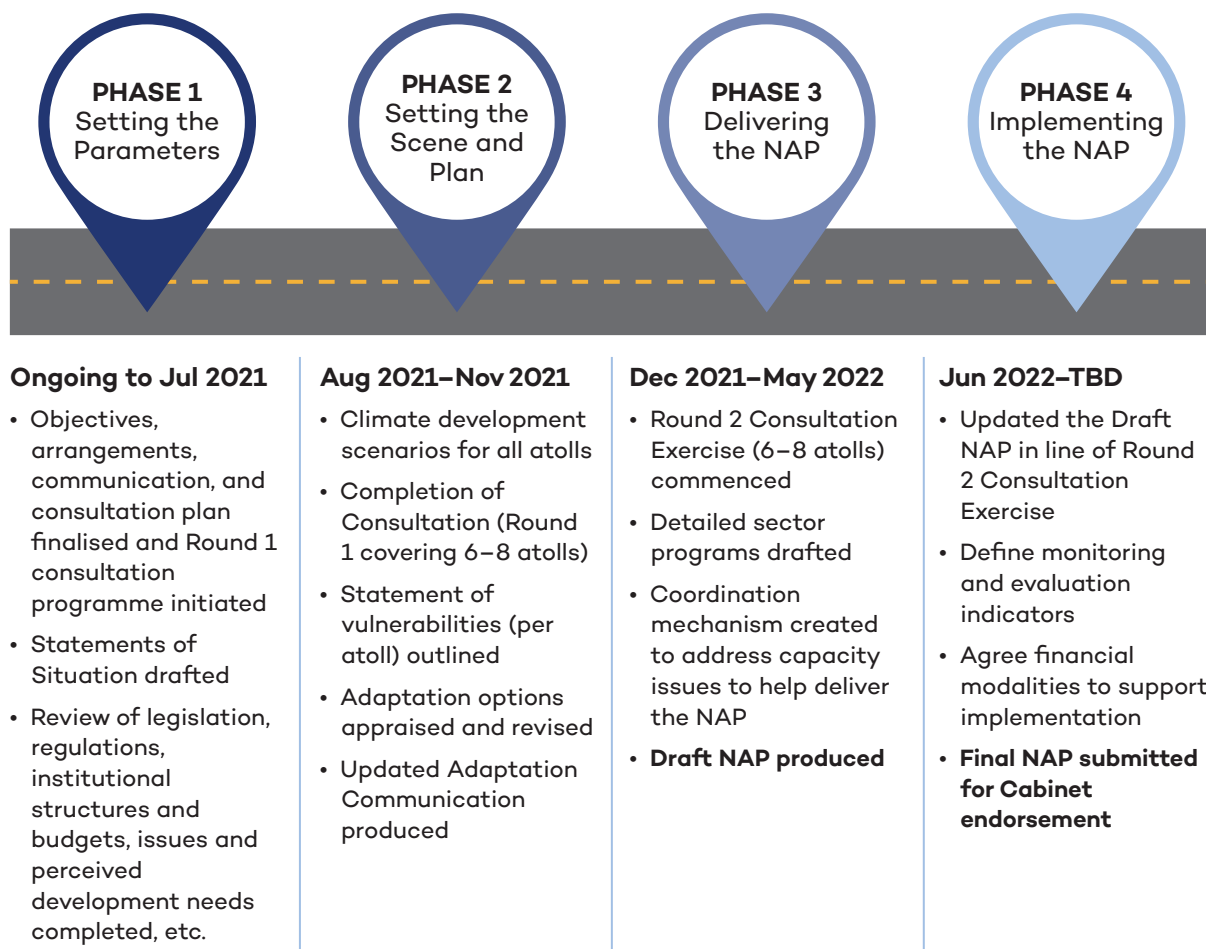 PHASE 1
Setting the
Parameters
PHASE 2
Setting the
Scene and
Plan
PHASE 3
Delivering
the NAP
PHASE 4
Implementing
the NAP
Ongoing to Jul 2021
• Objectives,
arrangements,
communication, and
consultation plan
finalised and Round 1
consultation
programme initiated
• Statements of
Situation drafted
• Review of legislation,
regulations,
institutional
structures and
budgets, issues and
perceived
development needs
completed, etc.
Aug 2021–Nov 2021
• Climate development
scenarios for all atolls
• Completion of
Consultation (Round
1 covering 6–8 atolls)
• Statement of
vulnerabilities (per
atoll) outlined
• Adaptation options
appraised and revised
• Updated Adaptation
Communication
produced
Dec 2021–May 2022
• Round 2 Consultation
Exercise (6–8 atolls)
commenced
• Detailed sector
programs drafted
• Coordination
mechanism created
to address capacity
issues to help deliver
the NAP
• Draft NAP produced
Jun 2022–TBD
• Updated the Draft
NAP in line of Round
2 Consultation
Exercise
• Define monitoring
and evaluation
indicators
• Agree financial
modalities to support
implementation
• Final NAP submitted
for Cabinet
endorsement